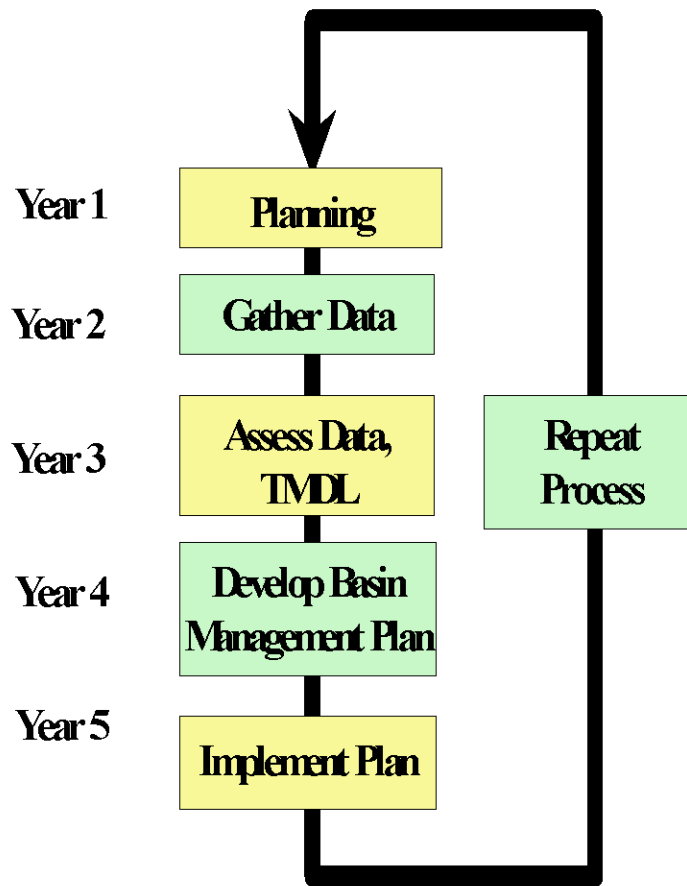 Year 1
Planning
Year 2
Gather Data
Year 3
Assess Data,
TMDL
Repeat
Process
Year 4
Develop Basin
Management Plan
Year 5
Implement Plan